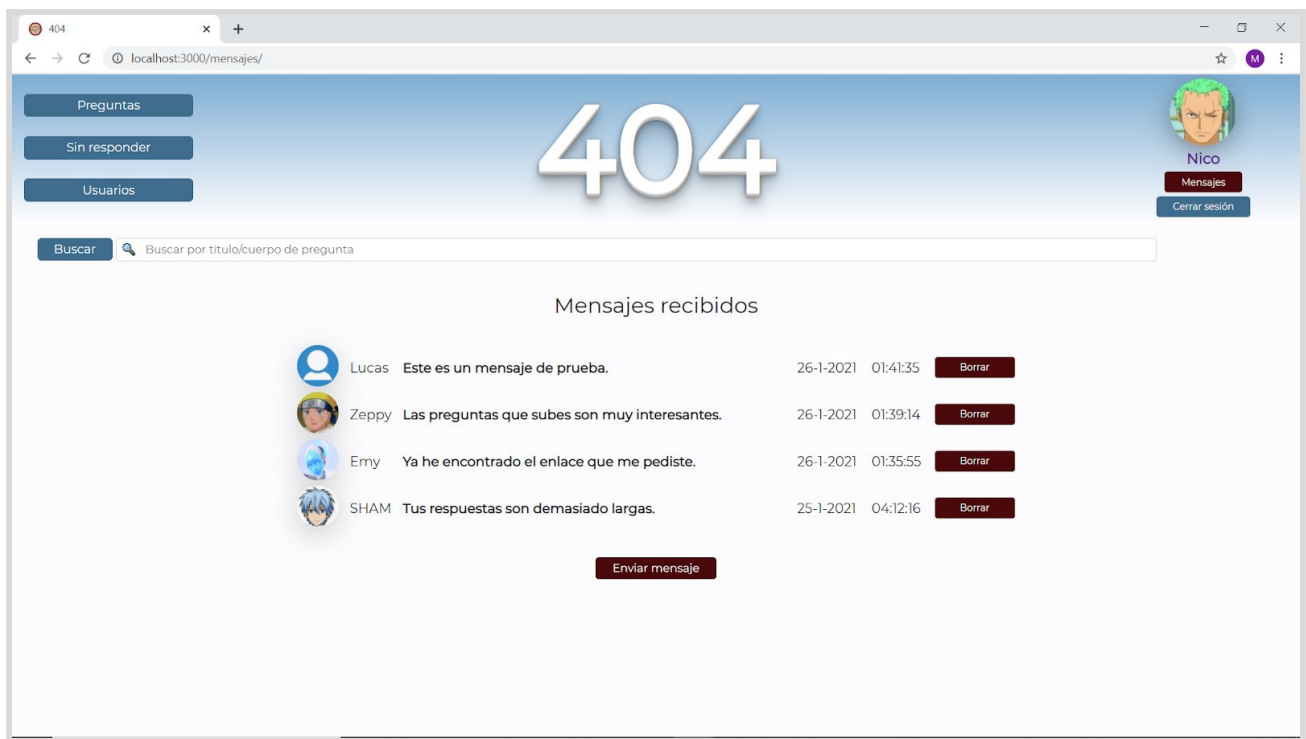 404
localhost:3000/mensajes/
M
Preguntas
Sin responder
Usuarios
404
Nico
Mensajes
Cerrar sesión
Buscar
Buscar por título/cuerpo de pregunta
Mensajes recibidos
Lucas Este es un mensaje de prueba. 26-1-2021 01:41:35 Borrar
Zeppy Las preguntas que subes son muy interesantes. 26-1-2021 01:39:14 Borrar
Emy Ya he encontrado el enlace que me pediste. 26-1-2021 01:35:55 Borrar
SHAM Tus respuestas son demasiado largas. 25-1-2021 04:12:16 Borrar
Enviar mensaje